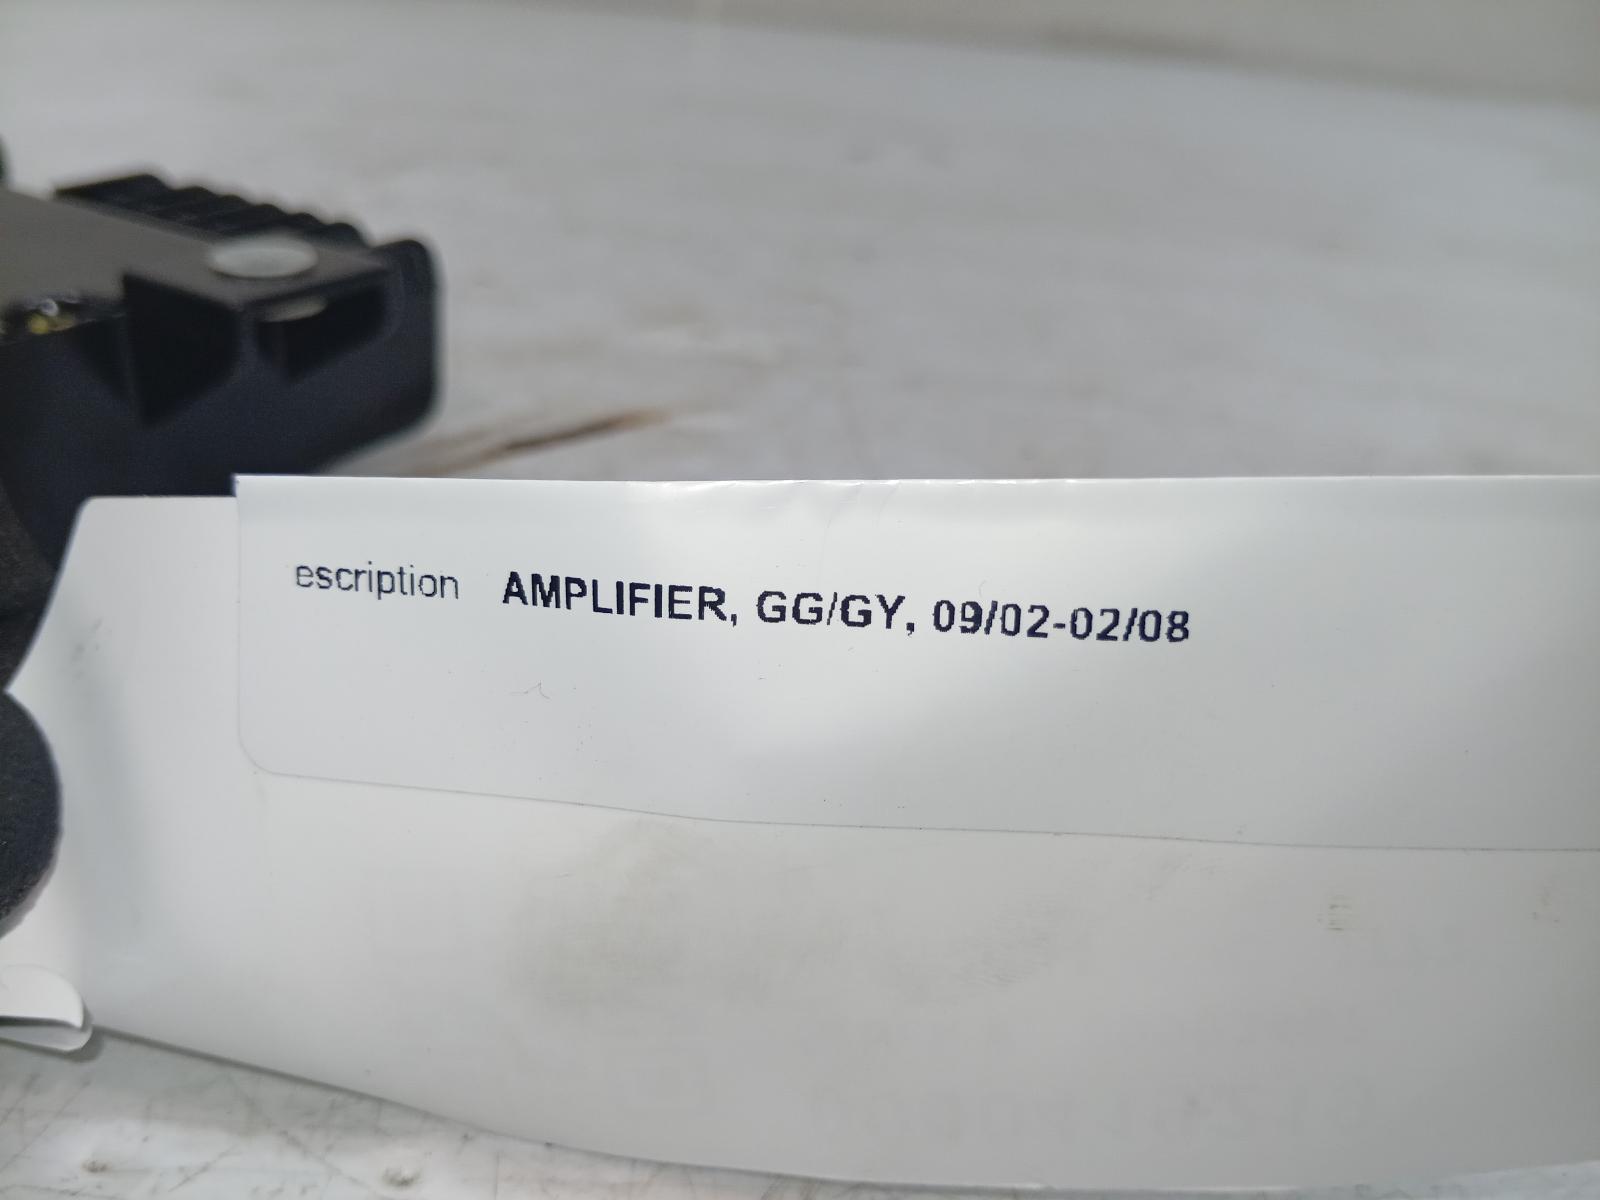 escription AMPLIFIER, GG/GY, 09/02-02/08